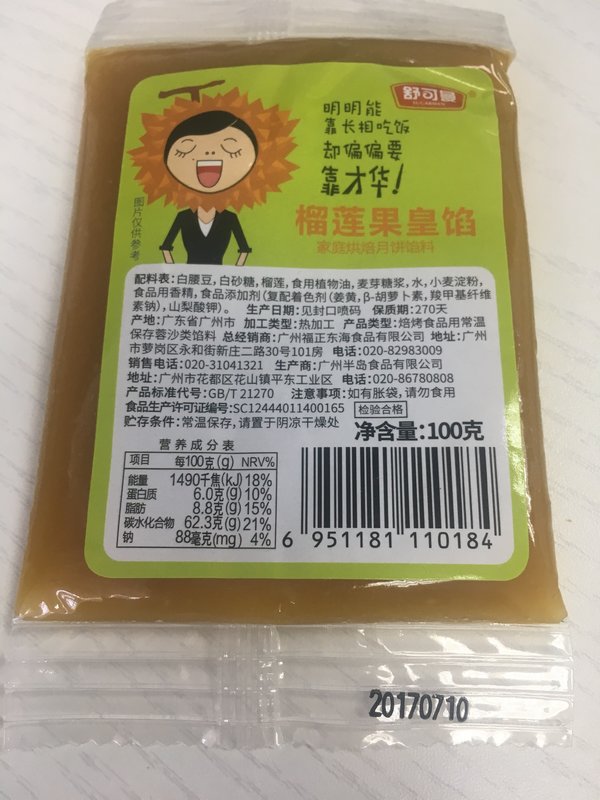 舒可曼
明明能
靠长相吃饭
却偏偏要
靠才华!
榴莲果皇馅
家庭烘焙月饼馅料
图片仅供参考
配料表:白腰豆,白砂糖,榴莲,食用植物油,麦芽糖浆,水,小麦淀粉,
食品用香精,食品添加剂(复配着色剂(姜黄,β-胡萝卜素,羧甲基纤维
素钠),山梨酸钾)。 生产日期:见封口喷码 保质期:270天
产地:广东省广州市 加工类型:热加工 产品类型:焙烤食品用常温
保存蓉沙类馅料 总经销商:广州福正东海食品有限公司 地址:广州
市萝岗区永和街新庄二路30号101房 电话:020-82983009
销售电话:020-31041321 生产商:广州半岛食品有限公司
地址:广州市花都区花山镇平东工业区 电话:020-86780808
产品标准代号:GB/T 21270 注意事项:如有胀袋,请勿食用
食品生产许可证编号:SC12444011400165 检验合格
贮存条件:常温保存,请置于阴凉干燥处
净含量:100克
营养成分表
项目 每100克(g) NRV%
能量 1490千焦(kJ) 18%
蛋白质 6.0克(g) 10%
脂肪 8.8克(g) 15%
碳水化合物 62.3克(g) 21%
钠 88毫克(mg) 4%
6 951181 110184
20170710